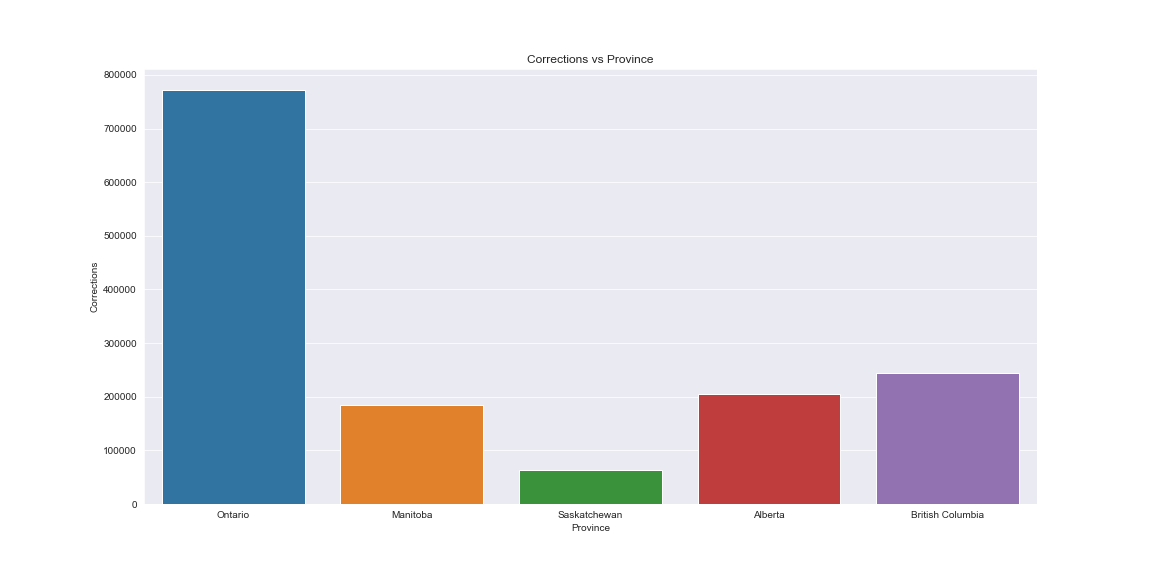 Corrections vs Province
800000
700000
600000
500000
400000
300000
200000
100000
0
Corrections
Ontario Manitoba Saskatchewan Alberta British Columbia
Province